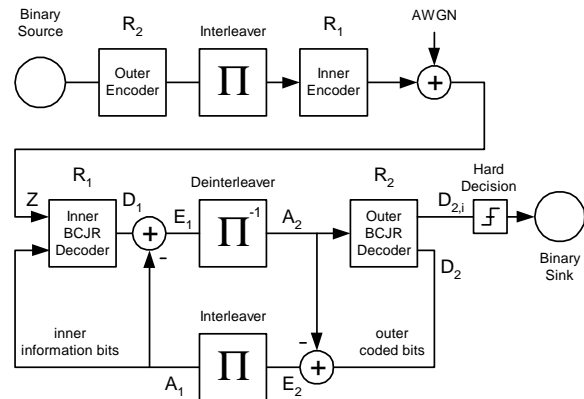 Binary
Source
R2
Interleaver
R1
AWGN
Outer
Encoder
Π
Inner
Encoder
+
Z
R1
Inner
BCJR
Decoder
D1
+
-
E1
Deinterleaver
Π-1
A2
R2
Outer
BCJR
Decoder
Hard
Decision
D2,i
D2
Binary
Sink
inner
information bits
A1
Interleaver
Π
E2
-
+
outer
coded bits